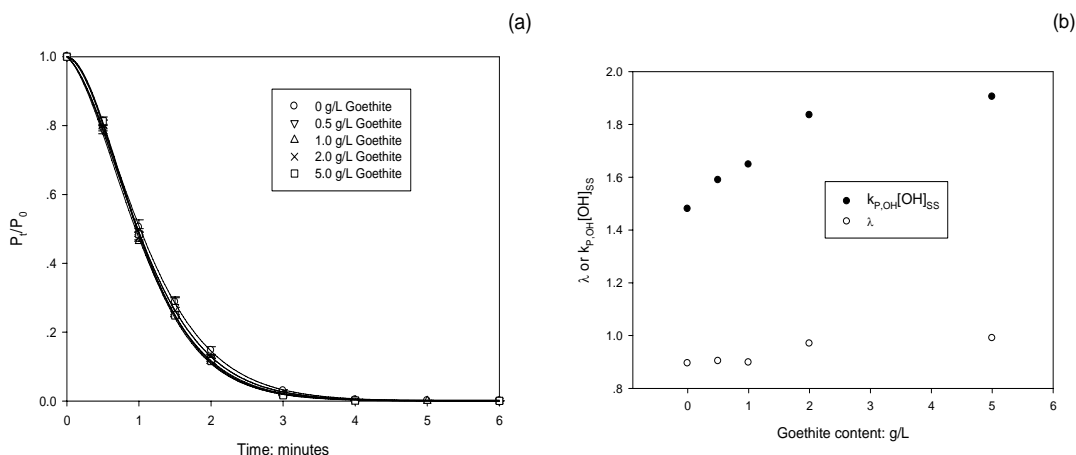 (a)
1.0
.8
.6
.4
.2
0.0
P_t/P_0
0 g/L Goethite
0.5 g/L Goethite
1.0 g/L Goethite
2.0 g/L Goethite
5.0 g/L Goethite
0 1 2 3 4 5 6
Time: minutes
(b)
2.0
1.8
1.6
1.4
1.2
1.0
.8
λ or k_P,OH[OH]_SS
k_P,OH[OH]_SS
λ
0 1 2 3 4 5 6
Goethite content: g/L